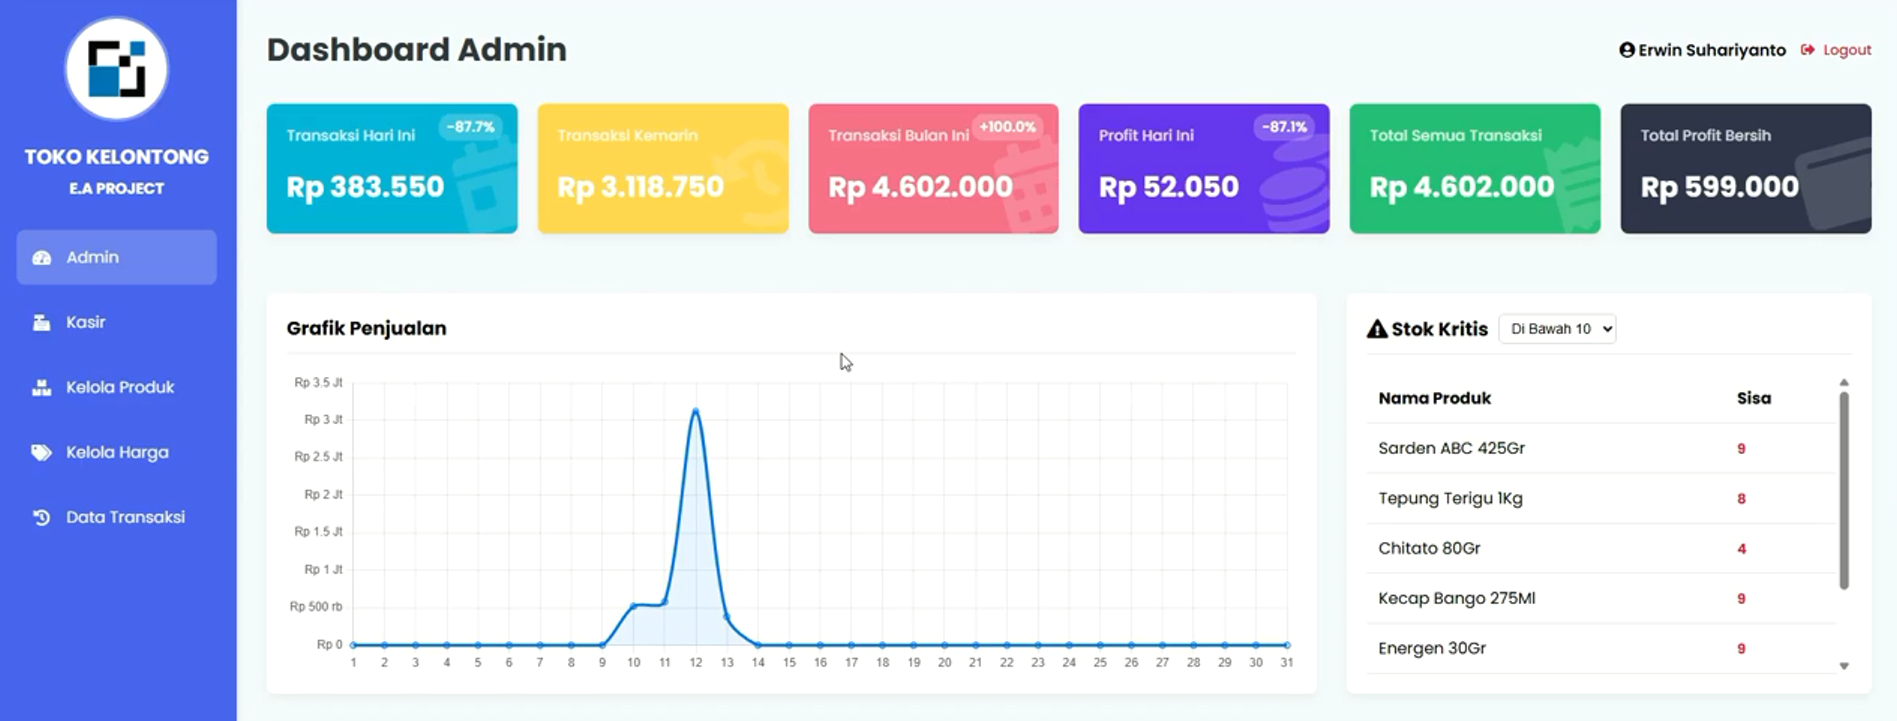 TOKO KELONTONG
E.A PROJECT
Admin
Kasir
Kelola Produk
Kelola Harga
Data Transaksi
Dashboard Admin
Erwin Suhariyanto Logout
Transaksi Hari Ini -87.7%
Rp 383.550
Transaksi Kemarin
Rp 3.118.750
Transaksi Bulan Ini +100.0%
Rp 4.602.000
Profit Hari Ini -87.1%
Rp 52.050
Total Semua Transaksi
Rp 4.602.000
Total Profit Bersih
Rp 599.000
Grafik Penjualan
Rp 3.5 Jt
Rp 3 Jt
Rp 2.5 Jt
Rp 2 Jt
Rp 1.5 Jt
Rp 1 Jt
Rp 500 rb
Rp 0
1 2 3 4 5 6 7 8 9 10 11 12 13 14 15 16 17 18 19 20 21 22 23 24 25 26 27 28 29 30 31
Stok Kritis Di Bawah 10
Nama Produk Sisa
Sarden ABC 425Gr 9
Tepung Terigu 1Kg 8
Chitato 80Gr 4
Kecap Bango 275Ml 9
Energen 30Gr 9